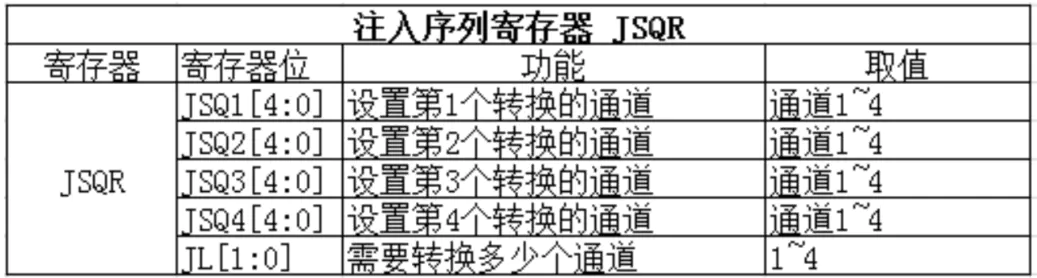 注入序列寄存器 JSQR
寄存器 寄存器位 功能 取值
JSQR
JSQ1[4:0] 设置第1个转换的通道 通道1~4
JSQ2[4:0] 设置第2个转换的通道 通道1~4
JSQ3[4:0] 设置第3个转换的通道 通道1~4
JSQ4[4:0] 设置第4个转换的通道 通道1~4
JL[1:0] 需要转换多少个通道 1~4